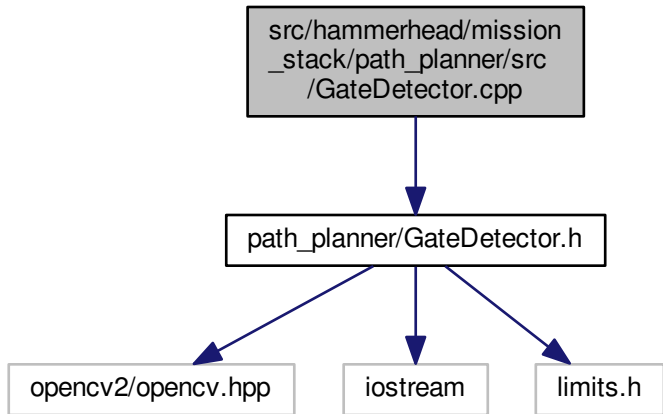 src/hammerhead/mission
_stack/path_planner/src
/GateDetector.cpp
path_planner/GateDetector.h
opencv2/opencv.hpp
iostream
limits.h